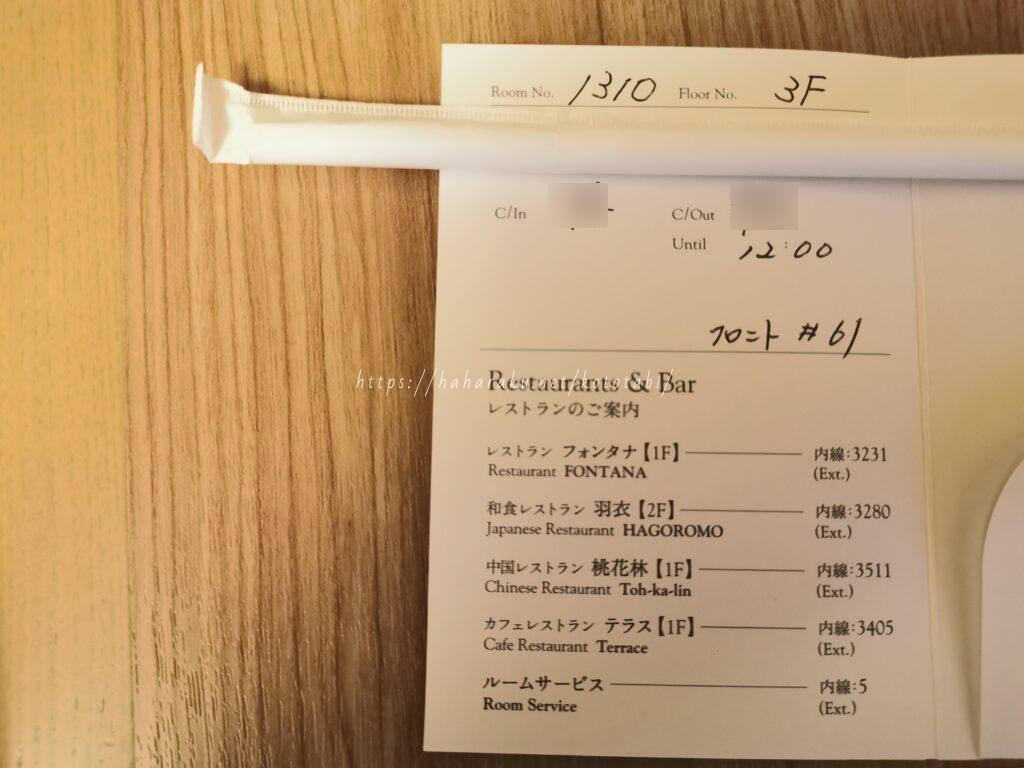 Room No. 1310 Floor No. 3F
C/In C/Out
Until 12:00
フロント #61
Restaurants & Bar
レストランのご案内
レストラン フォンタナ【1F】 内線:3231
Restaurant FONTANA (Ext.)
和食レストラン 羽衣【2F】 内線:3280
Japanese Restaurant HAGOROMO (Ext.)
中国レストラン 桃花林【1F】 内線:3511
Chinese Restaurant Toh-ka-lin (Ext.)
カフェレストラン テラス【1F】 内線:3405
Cafe Restaurant Terrace (Ext.)
ルームサービス 内線:5
Room Service (Ext.)